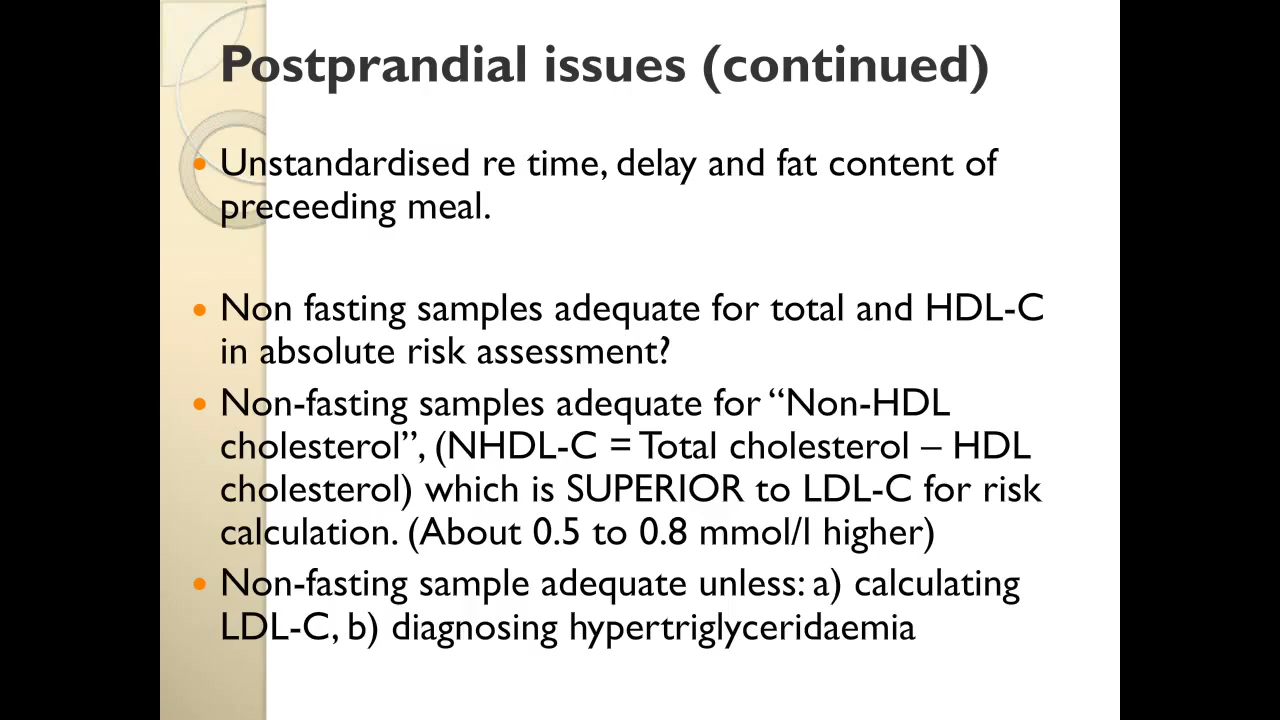 Postprandial issues (continued)
• Unstandardised re time, delay and fat content of
preceeding meal.
• Non fasting samples adequate for total and HDL-C
in absolute risk assessment?
• Non-fasting samples adequate for “Non-HDL
cholesterol”, (NHDL-C = Total cholesterol – HDL
cholesterol) which is SUPERIOR to LDL-C for risk
calculation. (About 0.5 to 0.8 mmol/l higher)
• Non-fasting sample adequate unless: a) calculating
LDL-C, b) diagnosing hypertriglyceridaemia